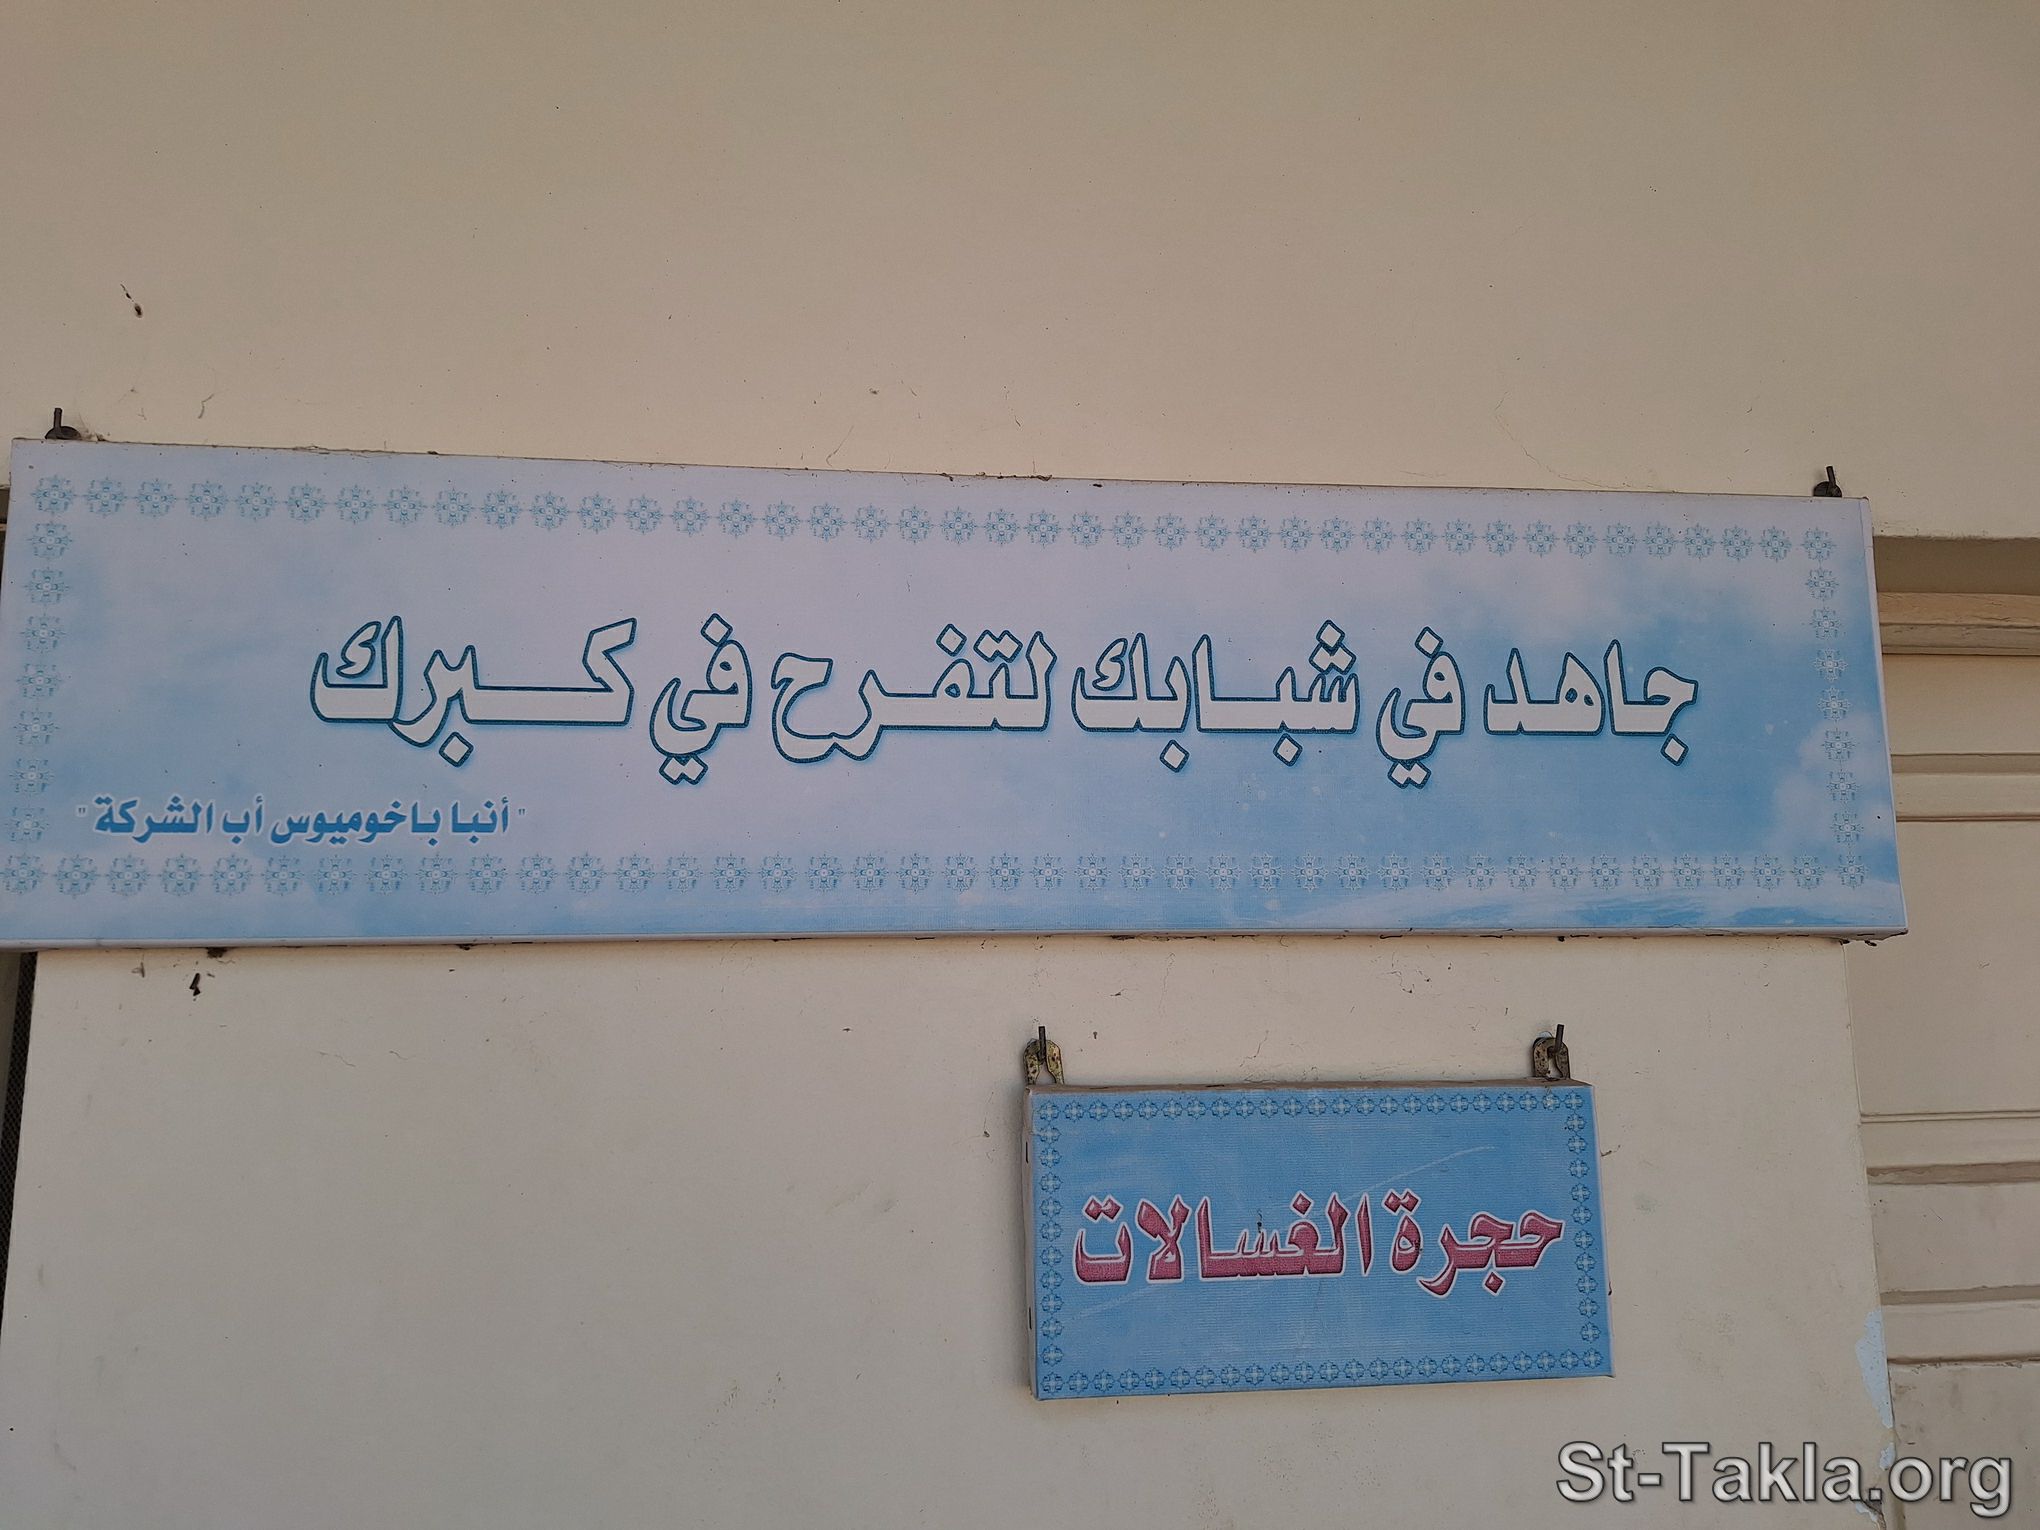 جاهد في شبابك لتفرح في كبرك
" أنبا باخوميوس أب الشركة "
حجرة الغسالات
St-Takla.org